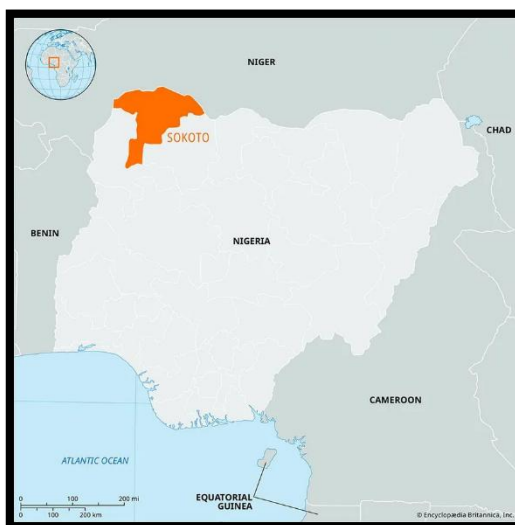 NIGER
CHAD
SOKOTO
BENIN
NIGERIA
CAMEROON
ATLANTIC OCEAN
EQUATORIAL
GUINEA
0 100 200 mi
0 100 200 km
© Encyclopædia Britannica, Inc.